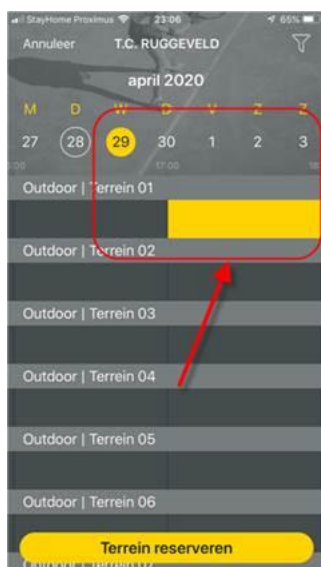 StayHome Proximus 23:06 65%
Annuleer T.C. RUGGEVELD
april 2020
M D W D V Z Z
27 28 29 30 1 2 3
17:00
Outdoor | Terrein 01
Outdoor | Terrein 02
Outdoor | Terrein 03
Outdoor | Terrein 04
Outdoor | Terrein 05
Outdoor | Terrein 06
Terrein reserveren